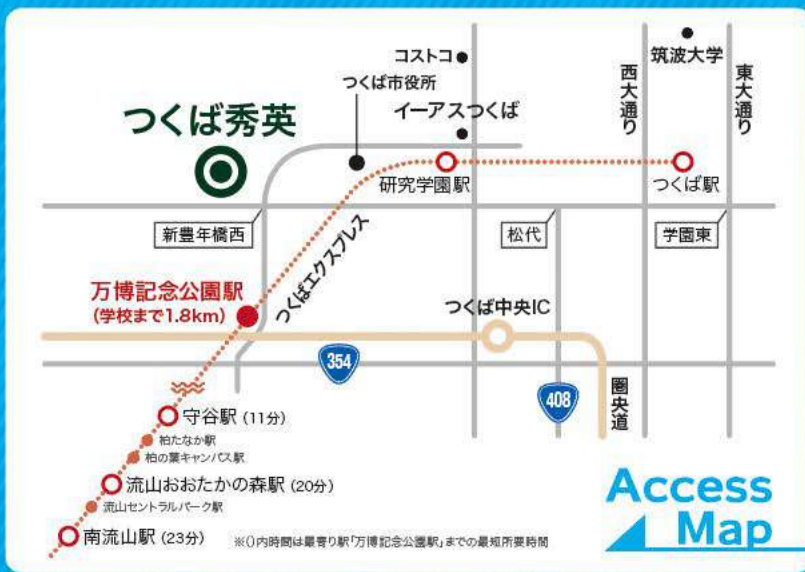 コストコ
筑波大学
つくば市役所
西大通り
東大通り
つくば秀英
イーアスつくば
研究学園駅
つくば駅
新豊年橋西
松代
学園東
つくばエクスプレス
万博記念公園駅
(学校まで1.8km)
つくば中央IC
354
408
圏央道
守谷駅 (11分)
柏たなか駅
柏の葉キャンパス駅
流山おおたかの森駅 (20分)
流山セントラルパーク駅
南流山駅 (23分)
※()内時間は最寄り駅「万博記念公園駅」までの最短所要時間
Access
Map